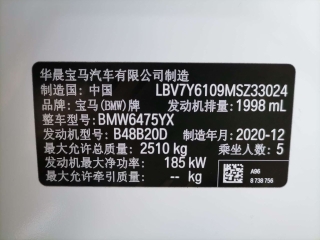 华晨宝马汽车有限公司制造
制造国：中国 LBV7Y6109MSZ33024
品牌：宝马(BMW)牌 发动机排量：1998 mL
整车型号：BMW6475YX
发动机型号：B48B20D 制造年月：2020-12
最大允许总质量：2510 kg 乘坐人数：5
发动机最大净功率：185 kW A96
最大允许牵引质量：-- kg 8 738 756